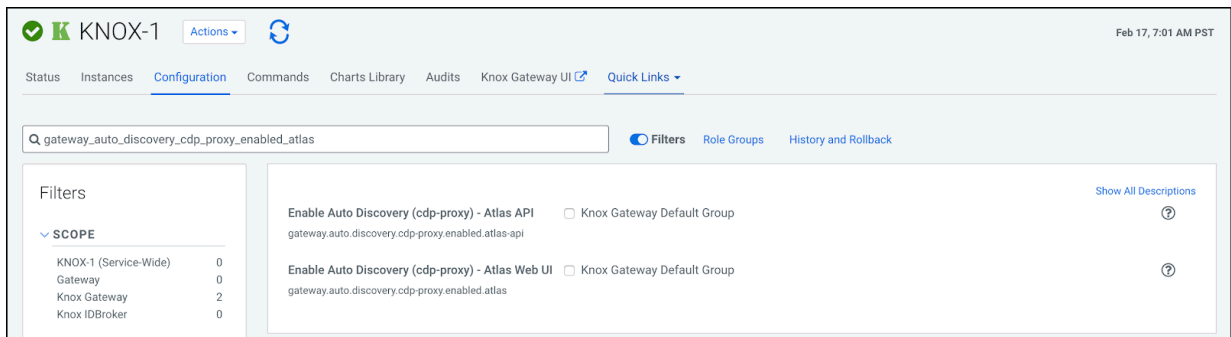 KNOX-1 Actions Feb 17, 7:01 AM PST
Status Instances Configuration Commands Charts Library Audits Knox Gateway UI Quick Links
gateway_auto_discovery_cdp_proxy_enabled_atlas Filters Role Groups History and Rollback
Filters
SCOPE
KNOX-1 (Service-Wide) 0
Gateway 0
Knox Gateway 2
Knox IDBroker 0
Show All Descriptions
Enable Auto Discovery (cdp-proxy) - Atlas API Knox Gateway Default Group ?
gateway.auto.discovery.cdp-proxy.enabled.atlas-api
Enable Auto Discovery (cdp-proxy) - Atlas Web UI Knox Gateway Default Group ?
gateway.auto.discovery.cdp-proxy.enabled.atlas